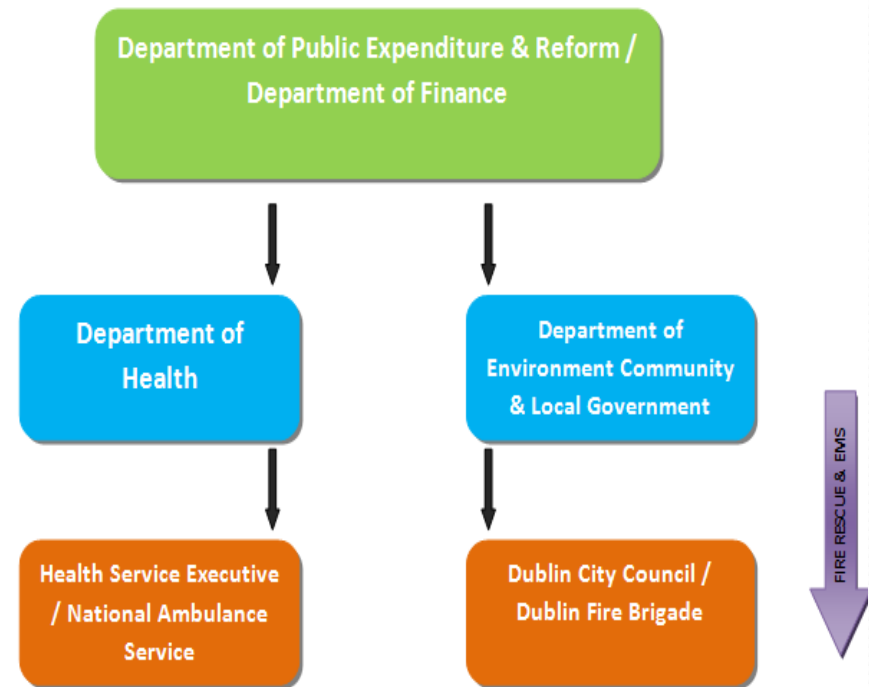 Department of Public Expenditure & Reform /
Department of Finance
Department of
Health
Department of
Environment Community
& Local Government
Health Service Executive
/ National Ambulance
Service
Dublin City Council /
Dublin Fire Brigade
FIRE RESCUE & EMS